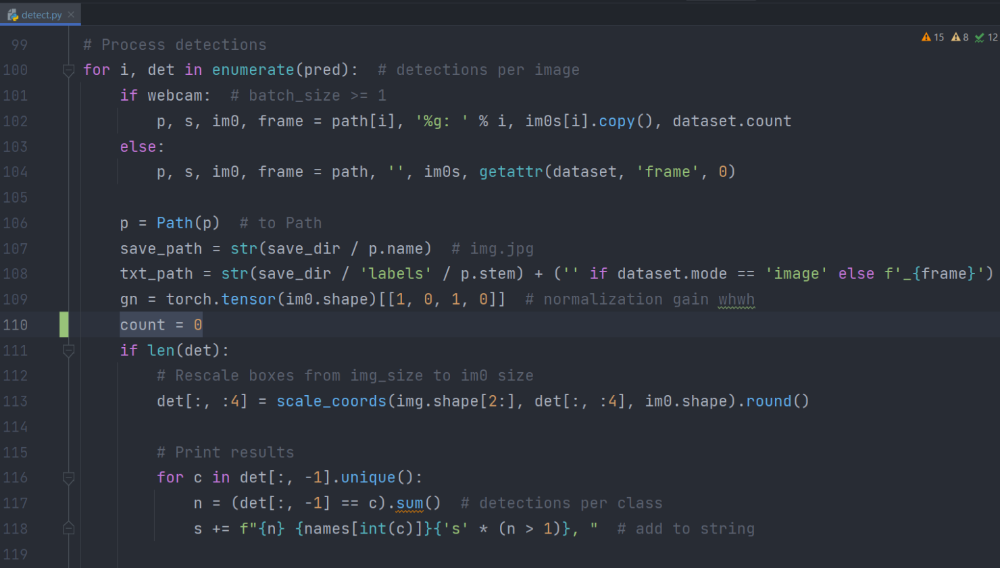 detect.py ×
15 8 12
99 # Process detections
100 for i, det in enumerate(pred):  # detections per image
101 if webcam:  # batch_size >= 1
102 p, s, im0, frame = path[i], '%g: ' % i, im0s[i].copy(), dataset.count
103 else:
104 p, s, im0, frame = path, '', im0s, getattr(dataset, 'frame', 0)
105
106 p = Path(p)  # to Path
107 save_path = str(save_dir / p.name)  # img.jpg
108 txt_path = str(save_dir / 'labels' / p.stem) + ('' if dataset.mode == 'image' else f'_{frame}')
109 gn = torch.tensor(im0.shape)[[1, 0, 1, 0]]  # normalization gain whwh
110 count = 0
111 if len(det):
112 # Rescale boxes from img_size to im0 size
113 det[:, :4] = scale_coords(img.shape[2:], det[:, :4], im0.shape).round()
114
115 # Print results
116 for c in det[:, -1].unique():
117 n = (det[:, -1] == c).sum()  # detections per class
118 s += f"{n} {names[int(c)]}{'s' * (n > 1)}, "  # add to string
119